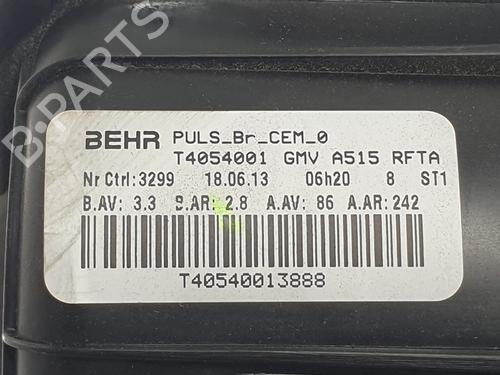 BEHR PULS_Br_CEM_0
T4054001 GMV A515 RFTA
Nr Ctrl:3299 18.06.13 06h20 8 ST1
B.AV: 3.3 B.AR: 2.8 A.AV: 86 A.AR: 242
T40540013888
B-PARTS